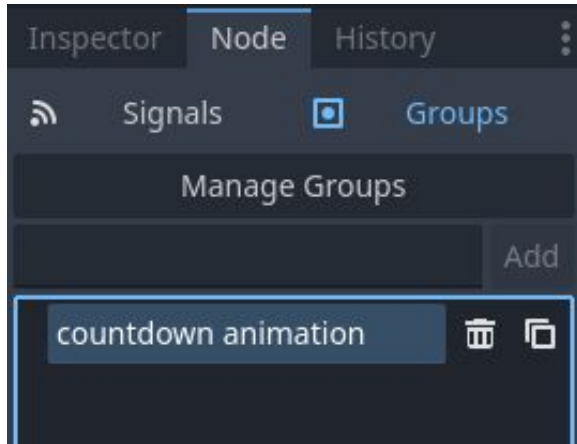 Inspector Node History
Signals Groups
Manage Groups
Add
countdown animation